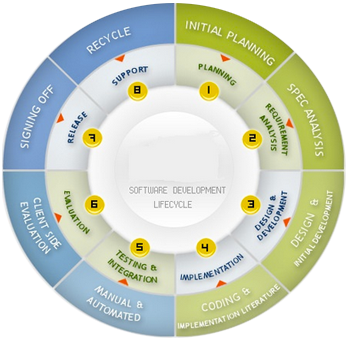 INITIAL PLANNING
PLANNING
1
SPEC ANALYSIS
REQUIREMENT
ANALYSIS
2
DESIGN &
INITIAL DEVELOPMENT
DESIGN &
DEVELOPMENT
3
CODING &
IMPLEMENTATION LITERATURE
IMPLEMENTATION
4
MANUAL &
AUTOMATED
TESTING &
INTEGRATION
5
CLIENT SIDE
EVALUATION
EVALUATION
6
SIGNING OFF
RELEASE
7
RECYCLE
SUPPORT
8
SOFTWARE DEVELOPMENT
LIFECYCLE